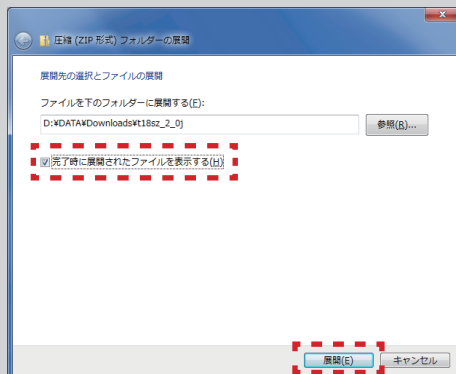 圧縮 (ZIP 形式) フォルダーの展開
展開先の選択とファイルの展開
ファイルを下のフォルダーに展開する(F):
D:¥DATA¥Downloads¥t18sz_2_0j
参照(R)...
完了時に展開されたファイルを表示する(H)
展開(E)
キャンセル